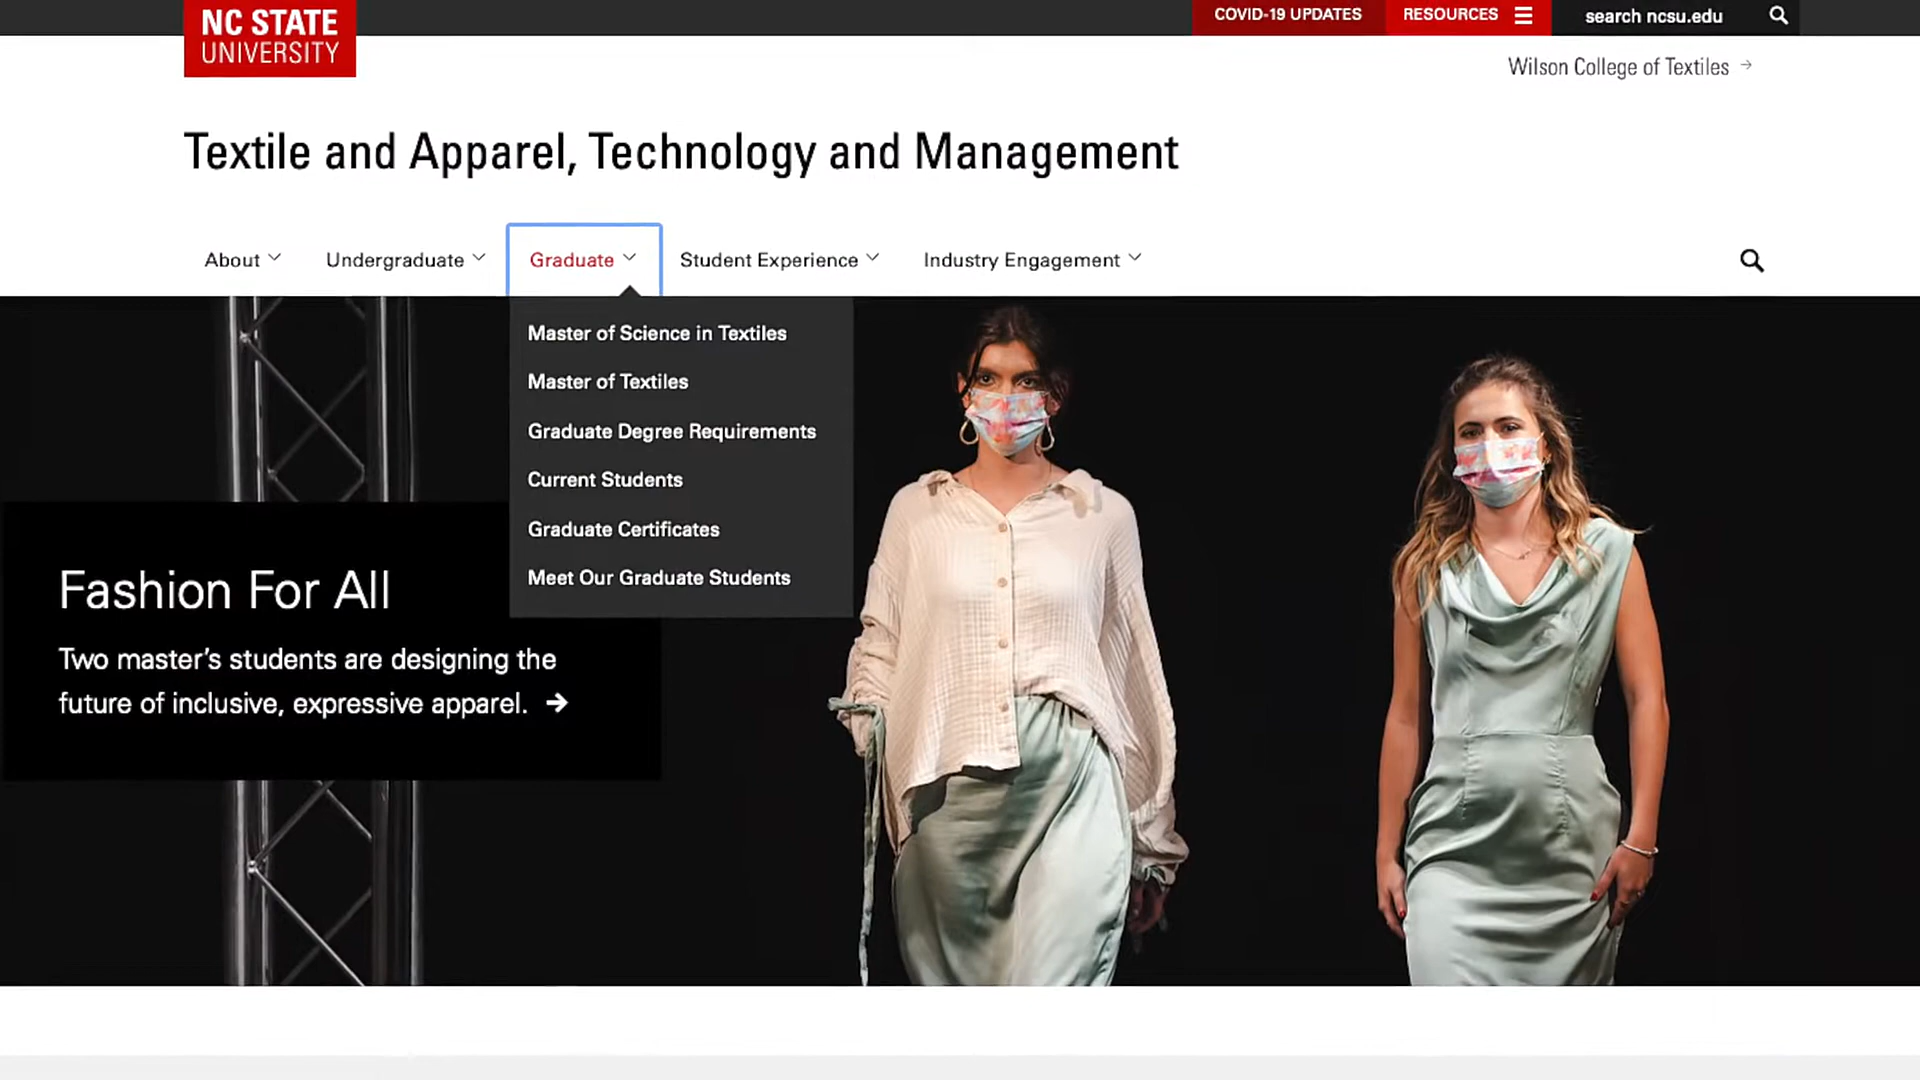 NC STATE
UNIVERSITY
COVID-19 UPDATES
RESOURCES
search ncsu.edu
Wilson College of Textiles
Textile and Apparel, Technology and Management
About
Undergraduate
Graduate
Student Experience
Industry Engagement
Master of Science in Textiles
Master of Textiles
Graduate Degree Requirements
Current Students
Graduate Certificates
Meet Our Graduate Students
Fashion For All
Two master's students are designing the
future of inclusive, expressive apparel.